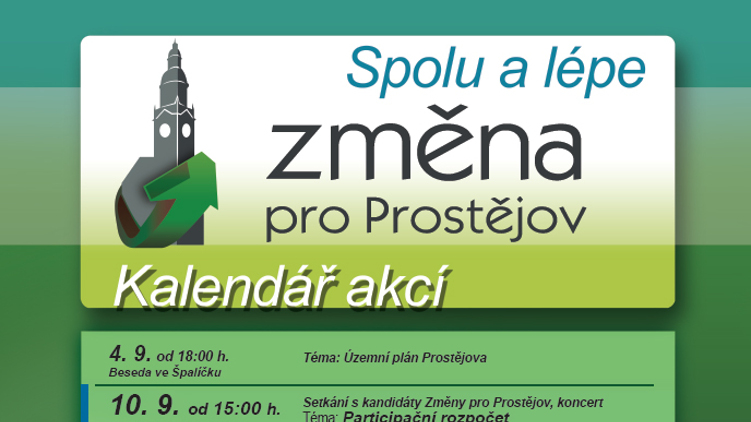 Spolu a lépe
změna
pro Prostějov
Kalendář akcí
4. 9. od 18:00 h.
Téma: Územní plán Prostějova
Beseda ve Špalíčku
10. 9. od 15:00 h.
Setkání s kandidáty Změny pro Prostějov, koncert
Téma: Participační rozpočet